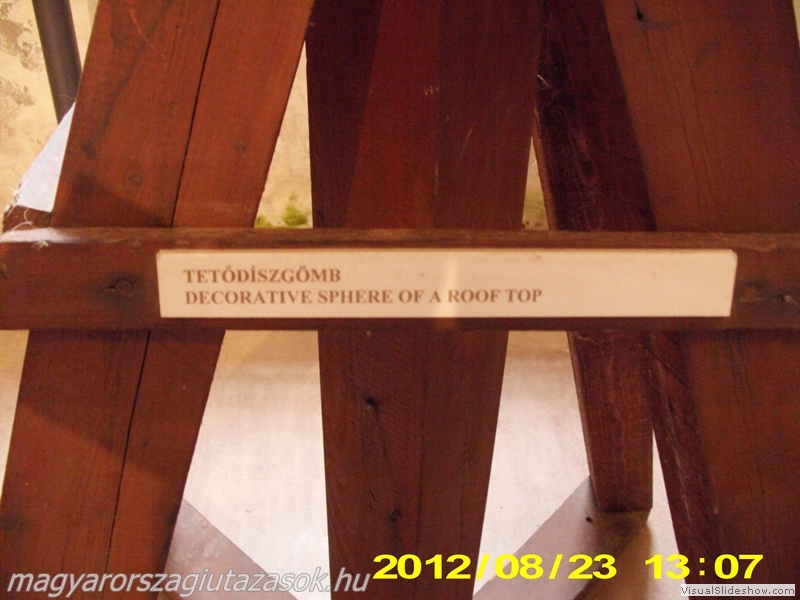 TETŐDÍSZGÖMB
DECORATIVE SPHERE OF A ROOF TOP
magyarorszagiutazasok.hu
2012/08/23 13:07
VisualSlideshow.com